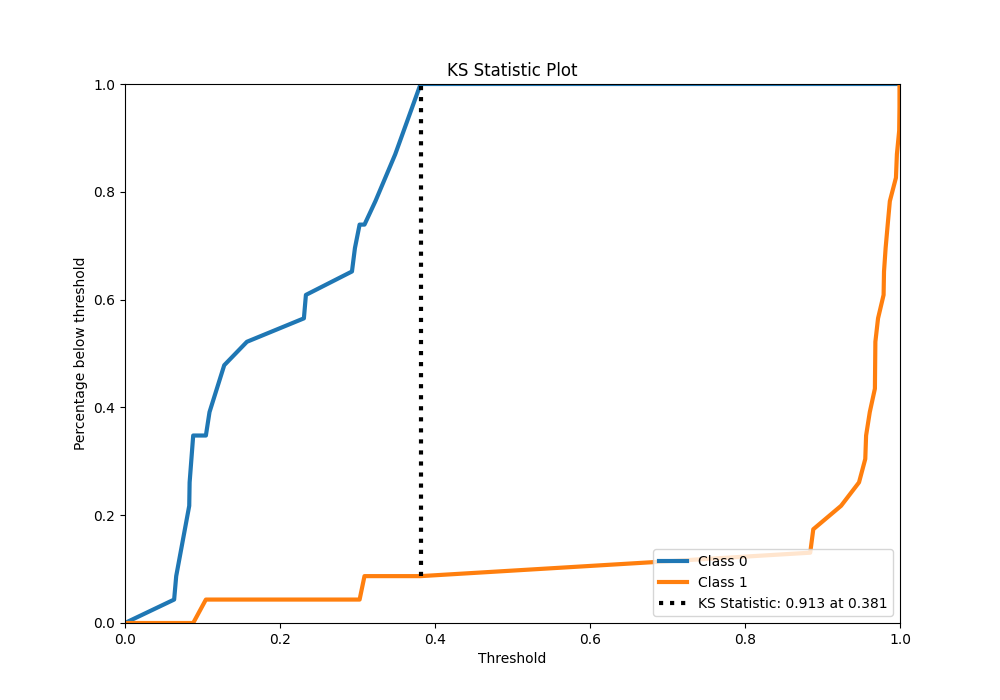 KS Statistic Plot
1.0
0.8
0.6
0.4
0.2
0.0
Percentage below threshold
0.0 0.2 0.4 0.6 0.8 1.0
Threshold
Class 0
Class 1
KS Statistic: 0.913 at 0.381